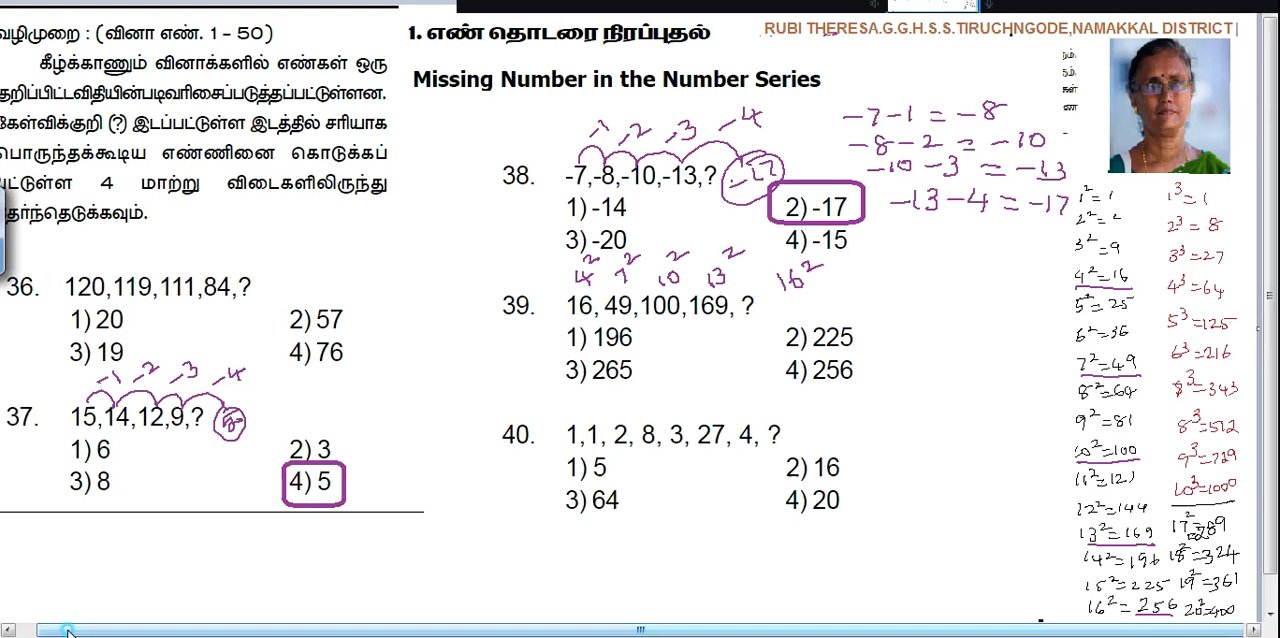 வழிமுறை : (வினா எண். 1 - 50)
கீழ்க்காணும் வினாக்களில் எண்கள் ஒரு
குறிப்பிட்டவிதியின்படிவரிசைப்படுத்தப்பட்டுள்ளன.
கேள்விக்குறி (?) இடப்பட்டுள்ள இடத்தில் சரியாக
பொருந்தக்கூடிய எண்ணினை கொடுக்கப்
பட்டுள்ள 4 மாற்று விடைகளிலிருந்து
தேர்ந்தெடுக்கவும்.
36. 120,119,111,84,?
1) 20 2) 57
3) 19 4) 76
-1 -2 -3 -4
37. 15,14,12,9,? 5
1) 6 2) 3
3) 8 4) 5
1. எண் தொடரை நிரப்புதல்
RUBI THERESA.G.G.H.S.S.TIRUCHNGODE,NAMAKKAL DISTRICT
Missing Number in the Number Series
-1 -2 -3 -4
38. -7,-8,-10,-13,? -17
1) -14 2) -17
3) -20 4) -15
4² 7² 10² 13² 16²
39. 16, 49,100,169, ?
1) 196 2) 225
3) 265 4) 256
40. 1,1, 2, 8, 3, 27, 4, ?
1) 5 2) 16
3) 64 4) 20
-7-1 = -8
-8-2 = -10
-10-3 = -13
-13-4 = -17
1²=1
2²=4
3²=9
4²=16
5²=25
6²=36
7²=49
8²=64
9²=81
10²=100
11²=121
12²=144
13²=169
14²=196
15²=225
16²=256
1³=1
2³=8
3³=27
4³=64
5³=125
6³=216
7³=343
8³=512
9³=729
10³=1000
17²=289
18²=324
19²=361
20²=400